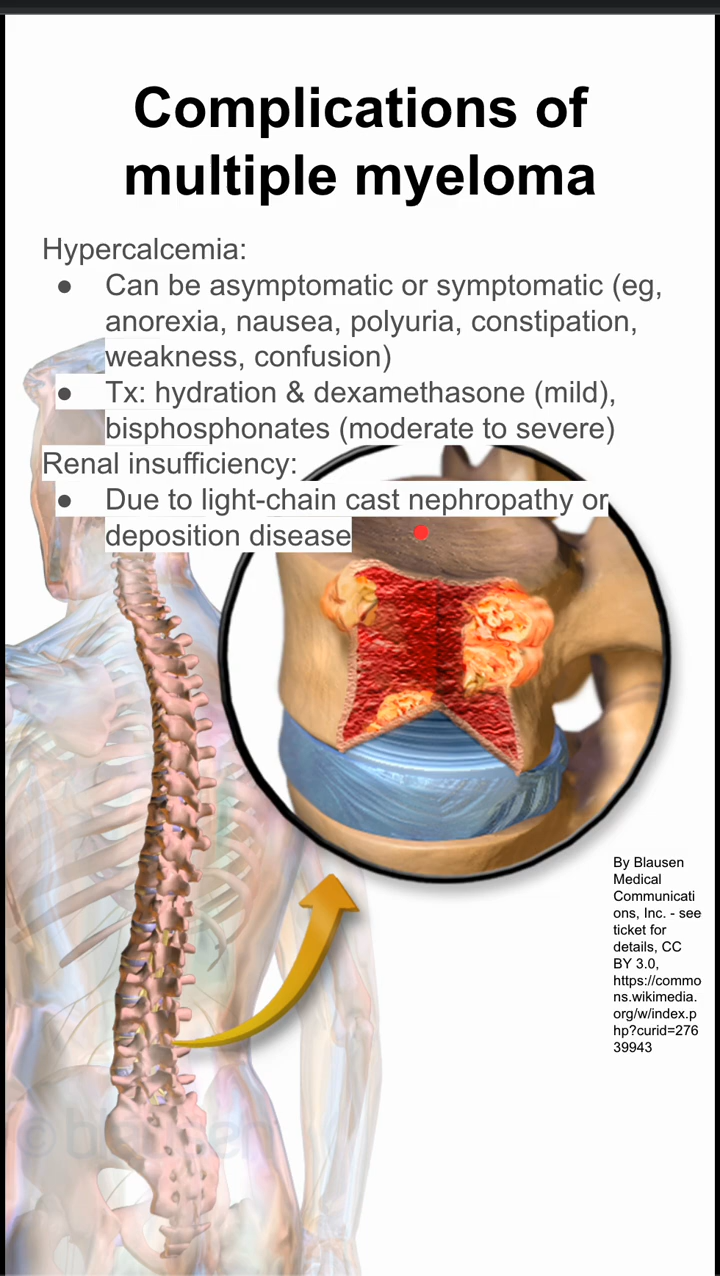 Complications of
multiple myeloma
Hypercalcemia:
● Can be asymptomatic or symptomatic (eg,
anorexia, nausea, polyuria, constipation,
weakness, confusion)
● Tx: hydration & dexamethasone (mild),
bisphosphonates (moderate to severe)
Renal insufficiency:
● Due to light-chain cast nephropathy or
deposition disease
By Blausen
Medical
Communicati
ons, Inc. - see
ticket for
details, CC
BY 3.0,
https://commo
ns.wikimedia.
org/w/index.p
hp?curid=276
39943
© blausen